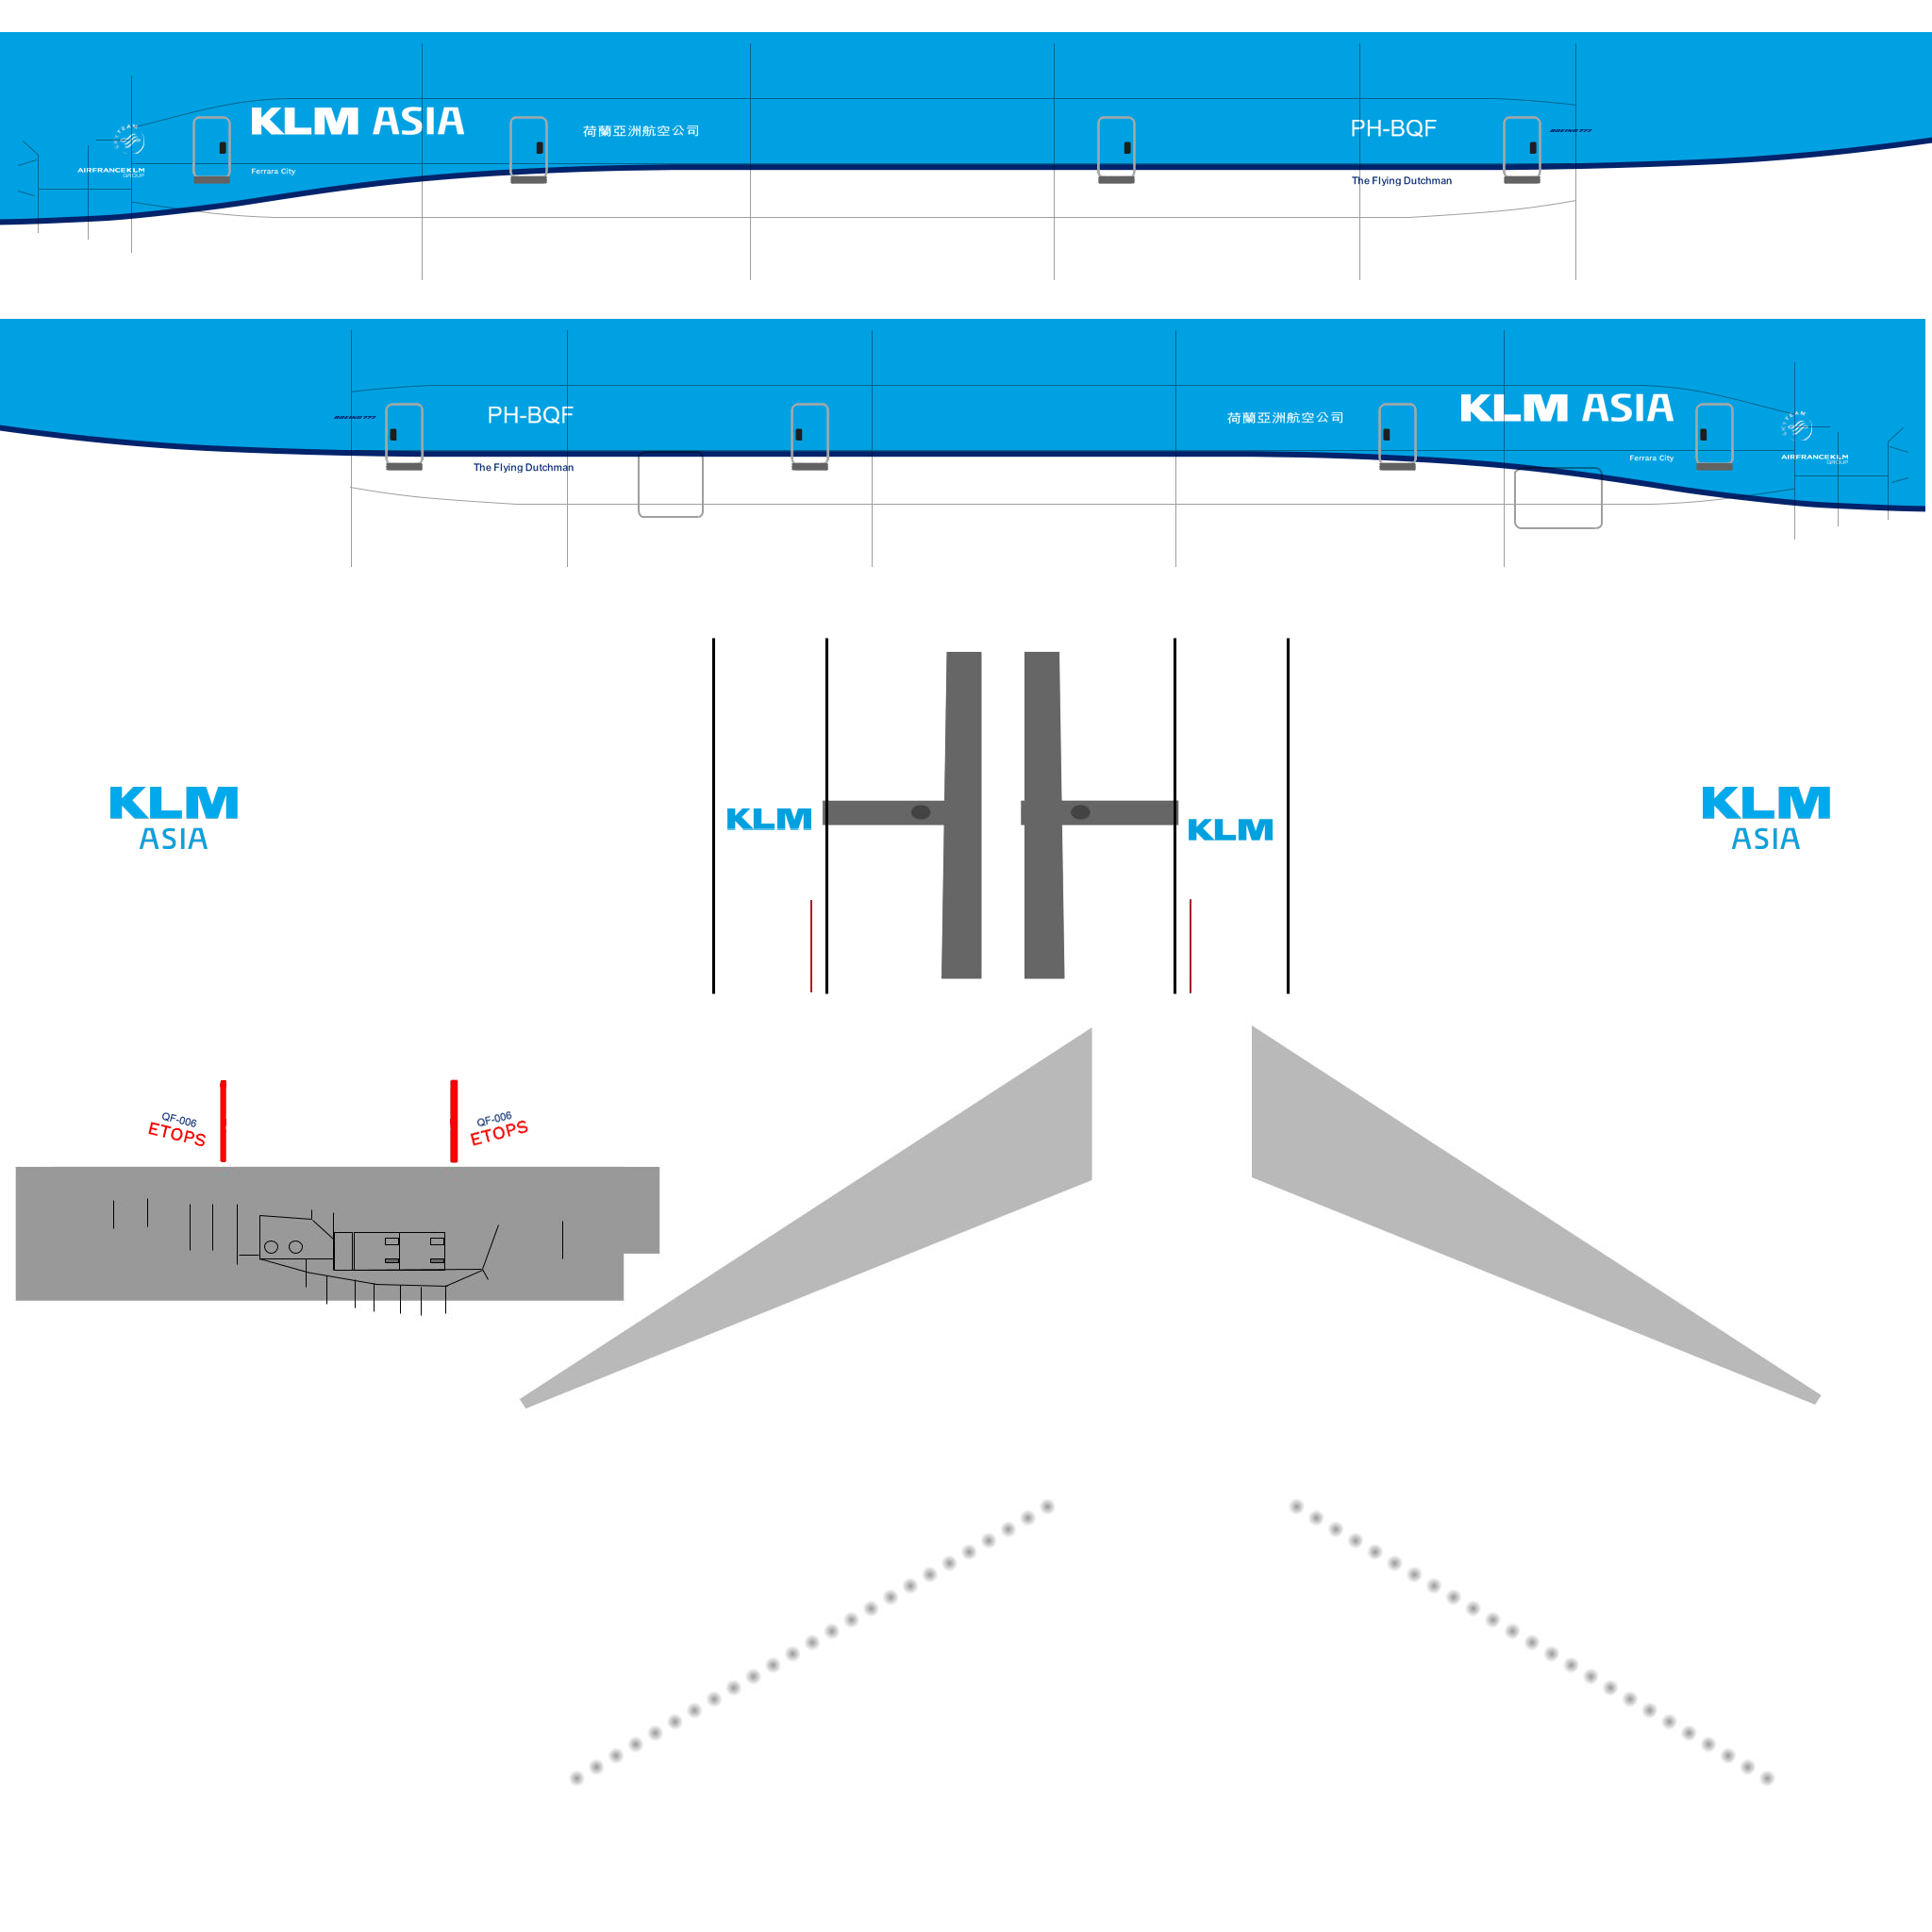 KLM ASIA
荷蘭亞洲航空公司
PH-BQF
BOEING 777
SKYTEAM
AIRFRANCEKLM
GROUP
Ferrara City
The Flying Dutchman
BOEING 777
PH-BQF
荷蘭亞洲航空公司
KLM ASIA
SKYTEAM
The Flying Dutchman
Ferrara City
AIRFRANCEKLM
GROUP
KLM
ASIA
KLM
KLM
KLM
ASIA
QF-006
ETOPS
QF-006
ETOPS